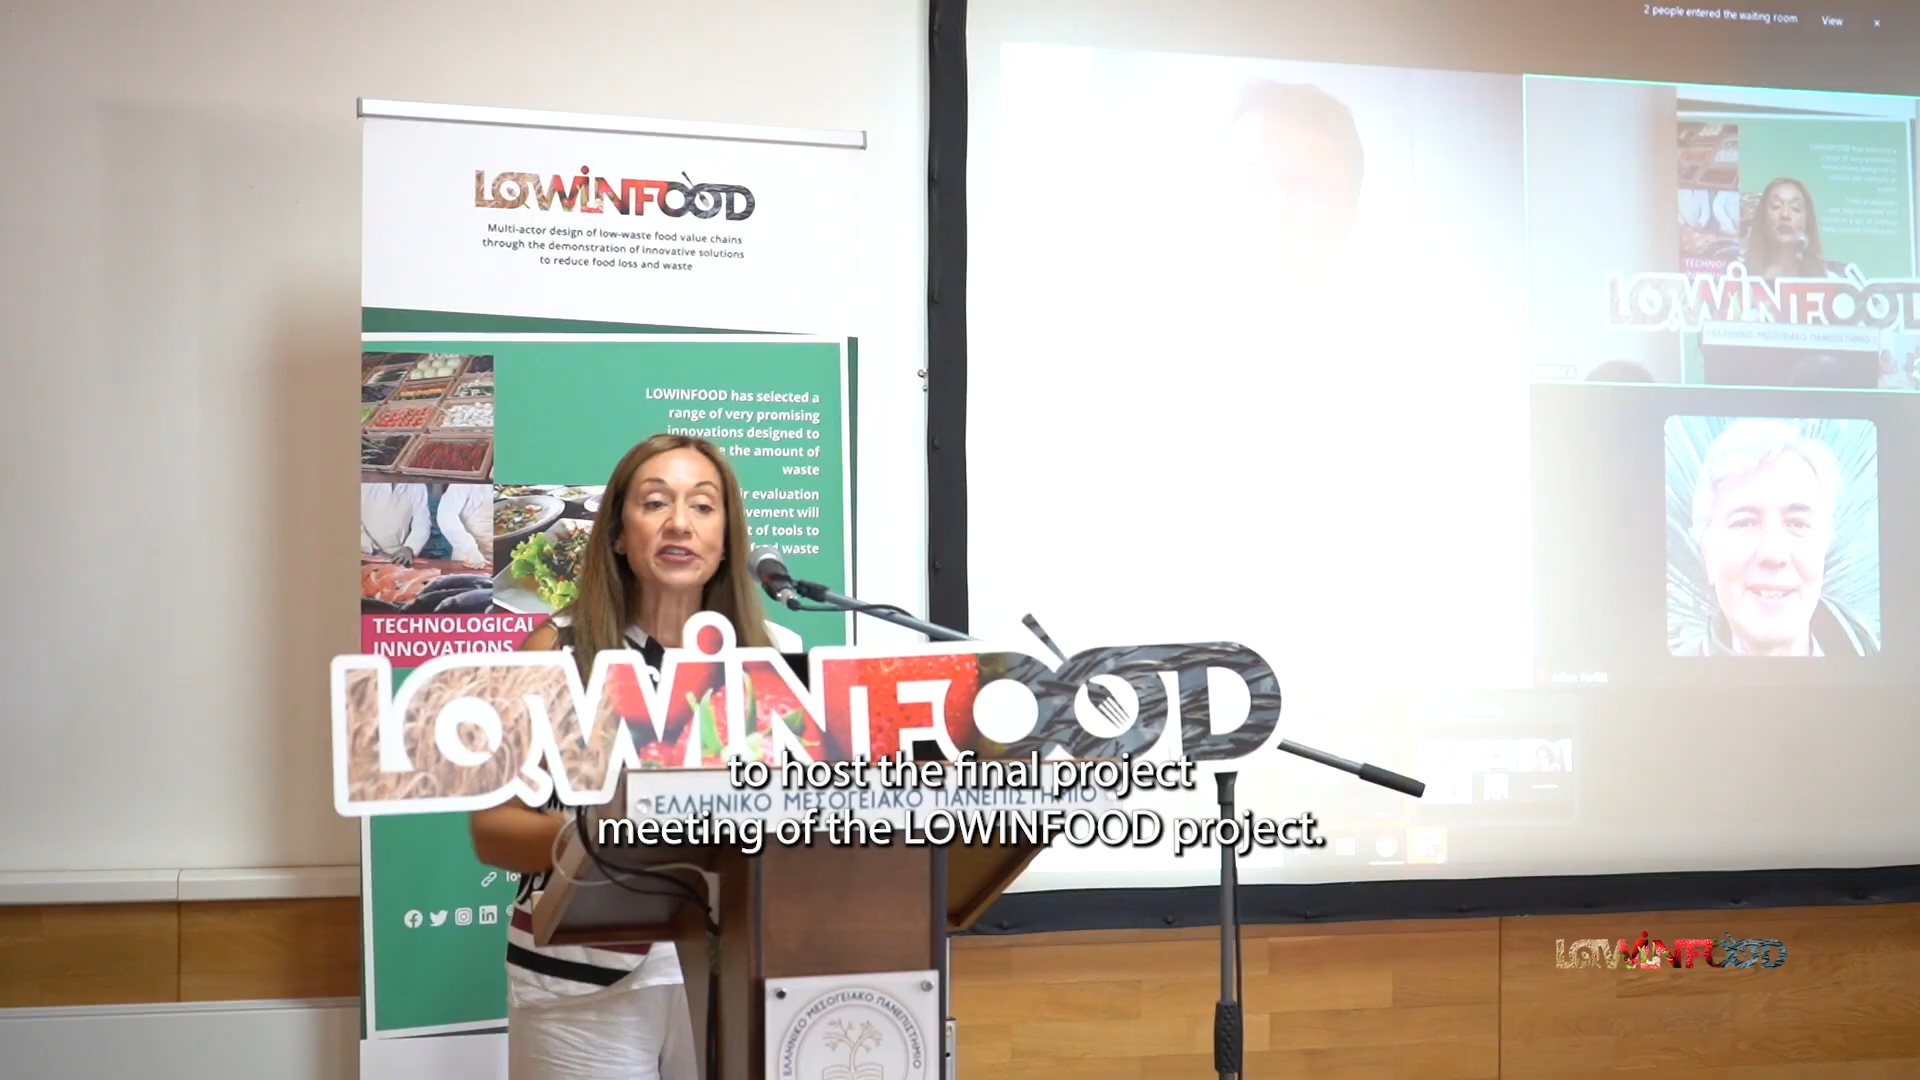 2 people entered the waiting room View ×
LOWINFOOD
Multi-actor design of low-waste food value chains
through the demonstration of innovative solutions
to reduce food loss and waste
LOWINFOOD has selected a
range of very promising
innovations designed to
the amount of
waste
evaluation
will
of tools to
waste
TECHNOLOGICAL
INNOVATIONS
LOWINFOOD
LOWINFOOD
ΕΛΛΗΝΙΚΟ ΜΕΣΟΓΕΙΑΚΟ ΠΑΝΕΠΙΣΤΗΜΙΟ
to host the final project
meeting of the LOWINFOOD project.
LOWINFOOD
ΕΛΛΗΝΙΚΟ ΜΕΣΟΓΕΙΑΚΟ ΠΑΝΕΠΙΣΤΗΜΙΟ